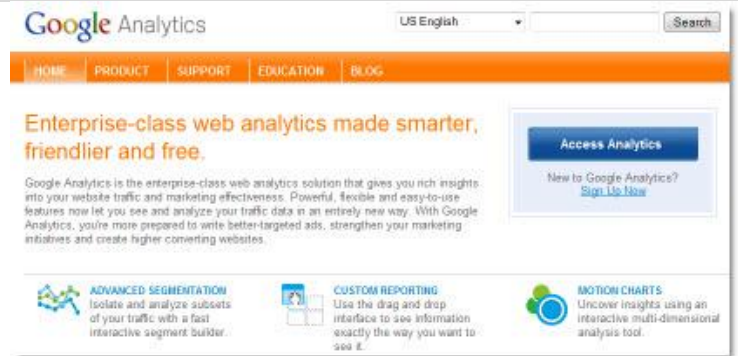 Google Analytics
US English
Search
HOME PRODUCT SUPPORT EDUCATION BLOG
Enterprise-class web analytics made smarter,
friendlier and free.
Google Analytics is the enterprise-class web analytics solution that gives you rich insights
into your website traffic and marketing effectiveness. Powerful, flexible and easy-to-use
features now let you see and analyze your traffic data in an entirely new way. With Google
Analytics, you're more prepared to write better-targeted ads, strengthen your marketing
initiatives and create higher converting websites.
Access Analytics
New to Google Analytics?
Sign Up Now
ADVANCED SEGMENTATION
Isolate and analyze subsets
of your traffic with a fast
interactive segment builder.
CUSTOM REPORTING
Use the drag and drop
interface to see information
exactly the way you want to
see it.
MOTION CHARTS
Uncover insights using an
interactive multi-dimensional
analysis tool.